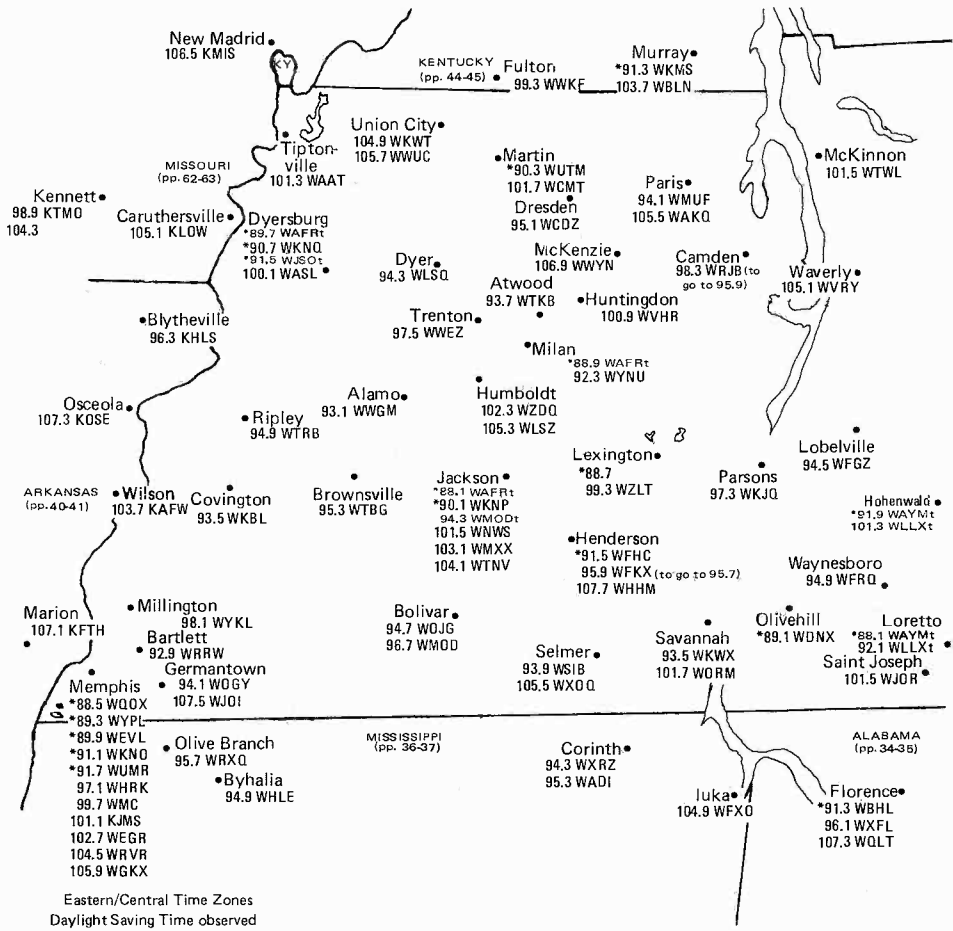 New Madrid
106.5 KMIS
KY
KENTUCKY
(pp. 44-45)
Fulton
99.3 WWKF
Murray
*91.3 WKMS
103.7 WBLN
Union City
104.9 WKWT
105.7 WWUC
Tipton-
ville
101.3 WAAT
MISSOURI
(pp. 62-63)
Martin
*90.3 WUTM
101.7 WCMT
McKinnon
101.5 WTWL
Kennett
98.9 KTMO
104.3
Paris
94.1 WMUF
105.5 WAKQ
Dresden
95.1 WCDZ
Caruthersville
105.1 KLOW
Dyersburg
*89.7 WAFRt
*90.7 WKNQ
*91.5 WJSOt
100.1 WASL
Dyer
94.3 WLSQ
McKenzie
106.9 WWYN
Camden
98.3 WRJB (to
go to 95.9)
Waverly
105.1 WVRY
Atwood
93.7 WTKB
Huntingdon
100.9 WVHR
Blytheville
96.3 KHLS
Trenton
97.5 WWEZ
Milan
*88.9 WAFRt
92.3 WYNU
Osceola
107.3 KOSE
Ripley
94.9 WTRB
Alamo
93.1 WWGM
Humboldt
102.3 WZDQ
105.3 WLSZ
Lobelville
94.5 WFGZ
Lexington
*88.7
99.3 WZLT
Parsons
97.3 WKJQ
ARKANSAS
(pp.40-41)
Wilson
103.7 KAFW
Covington
93.5 WKBL
Brownsville
95.3 WTBG
Jackson
*88.1 WAFRt
*90.1 WKNP
94.3 WMODt
101.5 WNWS
103.1 WMXX
104.1 WTNV
Hohenwald
*91.9 WAYMt
101.3 WLLXt
Henderson
*91.5 WFHC
95.9 WFKX (to go to 95.7)
107.7 WHHM
Waynesboro
94.9 WFRQ
Marion
107.1 KFTH
Millington
98.1 WYKL
Bartlett
92.9 WRRW
Germantown
94.1 WOGY
107.5 WJOI
Bolivar
94.7 WOJG
96.7 WMOD
Selmer
93.9 WSIB
105.5 WXOQ
Savannah
93.5 WKWX
101.7 WORM
Olivehill
*89.1 WDNX
Loretto
*88.1 WAYMt
92.1 WLLXt
Saint Joseph
101.5 WJOR
Memphis
*88.5 WQOX
*89.3 WYPL
*89.9 WEVL
*91.1 WKNO
*91.7 WUMR
97.1 WHRK
99.7 WMC
101.1 KJMS
102.7 WEGR
104.5 WRVR
105.9 WGKX
Olive Branch
95.7 WRXQ
Byhalia
94.9 WHLE
MISSISSIPPI
(pp. 36-37)
Corinth
94.3 WXRZ
95.3 WADI
ALABAMA
(pp. 34-35)
Iuka
104.9 WFXO
Florence
*91.3 WBHL
96.1 WXFL
107.3 WQLT
Eastern/Central Time Zones
Daylight Saving Time observed